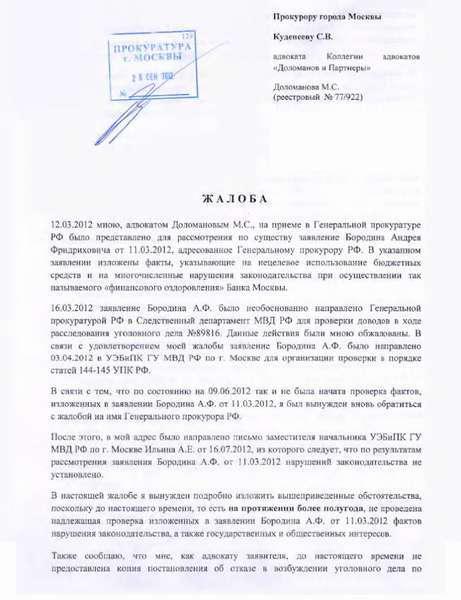 Прокурору города Москвы
Куденееву С.В.
адвоката Коллегии адвокатов
«Доломанов и Партнеры»
Доломанова М.С.
(реестровый № 77/922)
ПРОКУРАТУРА
г. МОСКВЫ
СЕН
№
ЖАЛОБА
12.03.2012 мною, адвокатом Доломановым М.С., на приеме в Генеральной прокуратуре
РФ было представлено для рассмотрения по существу заявление Бородина Андрея
Фридриховича от 11.03.2012, адресованное Генеральному прокурору РФ. В указанном
заявлении изложены факты, указывающие на нецелевое использование бюджетных
средств и на многочисленные нарушения законодательства при осуществлении так
называемого «финансового оздоровления» Банка Москвы.
16.03.2012 заявление Бородина А.Ф. было необоснованно направлено Генеральной
прокуратурой РФ в Следственный департамент МВД РФ для проверки доводов в ходе
расследования уголовного дела №89816. Данные действия были мною обжалованы. В
связи с удовлетворением моей жалобы заявление Бородина А.Ф. было направлено
03.04.2012 в УЭБиПК ГУ МВД РФ по г. Москве для организации проверки в порядке
статей 144-145 УПК РФ.
В связи с тем, что по состоянию на 09.06.2012 так и не была начата проверка фактов,
изложенных в заявлении Бородина А.Ф. от 11.03.2012, я был вынужден вновь обратиться
с жалобой на имя Генерального прокурора РФ.
После этого, в мой адрес было направлено письмо заместителя начальника УЭБиПК ГУ
МВД РФ по г. Москве Ильина А.Е. от 16.07.2012, из которого следует, что по результатам
рассмотрения заявления Бородина А.Ф. от 11.03.2012 нарушений законодательства не
установлено.
В настоящей жалобе я вынужден подробно изложить вышеприведенные обстоятельства,
поскольку до настоящего времени, то есть на протяжении более полугода, не проведена
надлежащая проверка изложенных в заявлении Бородина А.Ф. от 11.03.2012 фактов
нарушения законодательства, а также государственных и общественных интересов.
Также сообщаю, что мне, как адвокату заявителя, до настоящего времени не
предоставлена копия постановления об отказе в возбуждении уголовного дела по